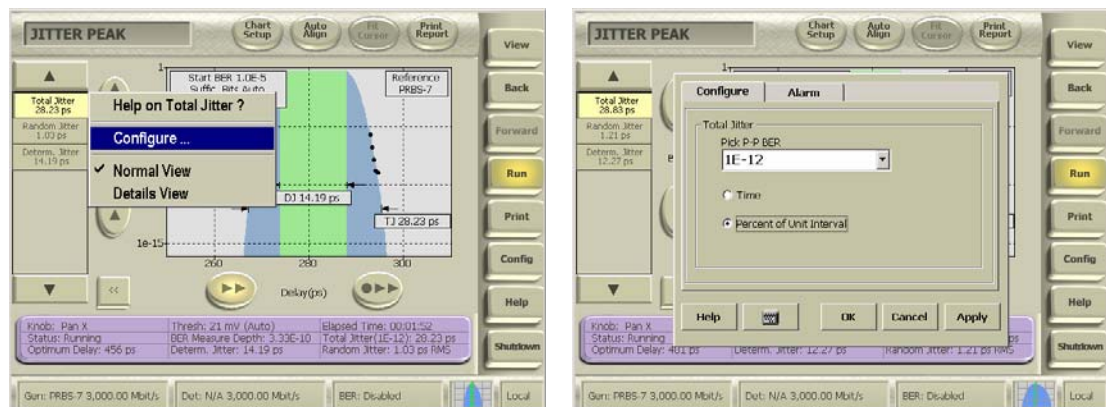 JITTER PEAK
Chart Setup
Auto Align
Fit Cursor
Print Report
View
Back
Forward
Run
Print
Config
Help
Shutdown
Total Jitter
28.23 ps
Random Jitter
1.03 ps
Determ. Jitter
14.19 ps
1
Start BER 1.0E-5
Suffic. Bits Auto
Reference
PRBS-7
Help on Total Jitter ?
Configure ...
Normal View
Details View
DJ 14.19 ps
TJ 28.23 ps
1e-15
260 280 300
<<
Delay(ps)
Knob: Pan X
Status: Running
Optimum Delay: 456 ps
Thresh: 21 mV (Auto)
BER Measure Depth: 3.33E-10
Determ. Jitter: 14.19 ps
Elapsed Time: 00:01:52
Total Jitter(1E-12): 28.23 ps
Random Jitter: 1.03 ps RMS
Gen: PRBS-7 3,000.00 Mbit/s
Det: N/A 3,000.00 Mbit/s
BER: Disabled
Local
JITTER PEAK
Chart Setup
Auto Align
Fit Cursor
Print Report
View
Back
Forward
Run
Print
Config
Help
Shutdown
Total Jitter
28.83 ps
Random Jitter
1.21 ps
Determ. Jitter
12.27 ps
Configure
Alarm
Total Jitter
Pick P-P BER
1E-12
Time
Percent of Unit Interval
Help
OK
Cancel
Apply
<<
Knob: Pan X
Status: Running
Optimum Delay: 481 ps
Determ. Jitter: 12.27 ps
Random Jitter: 1.21 ps RMS
Gen: PRBS-7 3,000.00 Mbit/s
Det: N/A 3,000.00 Mbit/s
BER: Disabled
Local